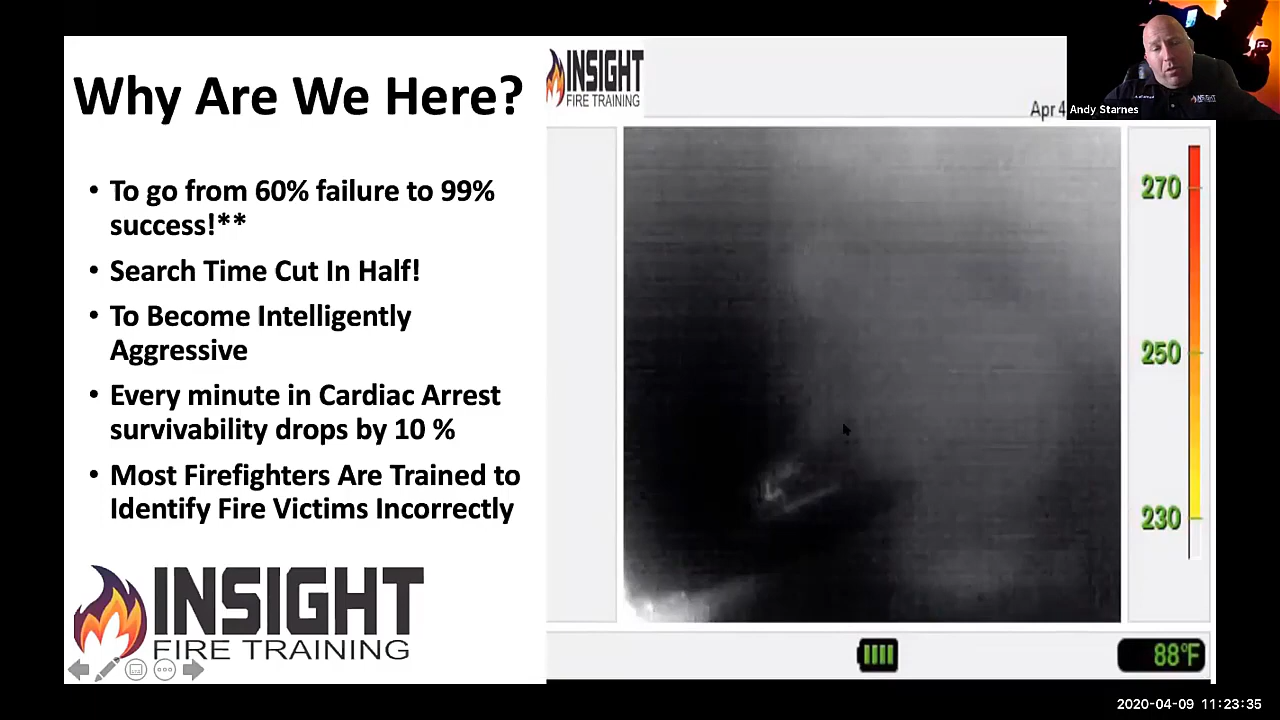 Why Are We Here?
• To go from 60% failure to 99%
success!**
• Search Time Cut In Half!
• To Become Intelligently
Aggressive
• Every minute in Cardiac Arrest
survivability drops by 10 %
• Most Firefighters Are Trained to
Identify Fire Victims Incorrectly
INSIGHT
FIRE TRAINING
INSIGHT
FIRE TRAINING
Apr 4
Andy Starnes
270
250
230
88°F
2020-04-09 11:23:35